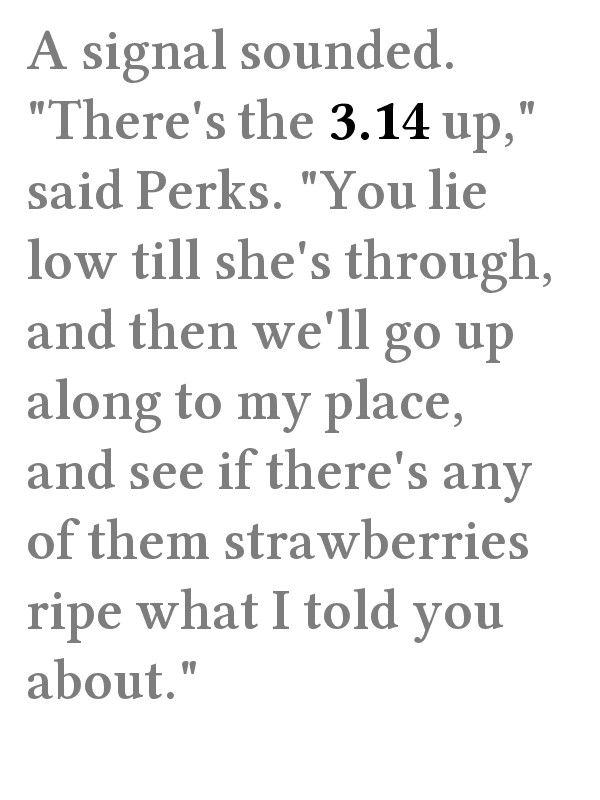 A signal sounded.
"There's the 3.14 up,"
said Perks. "You lie
low till she's through,
and then we'll go up
along to my place,
and see if there's any
of them strawberries
ripe what I told you
about."